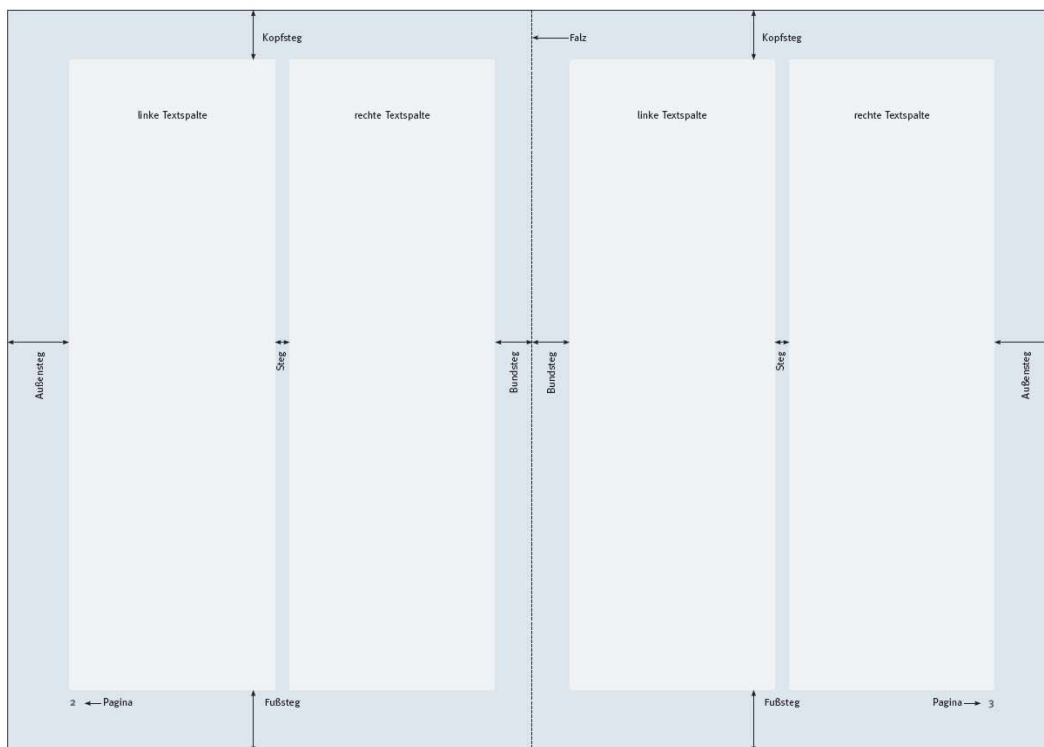 Kopfsteg
Falz
Kopfsteg
linke Textspalte
rechte Textspalte
linke Textspalte
rechte Textspalte
Außensteg
Steg
Bundsteg
Bundsteg
Steg
Außensteg
2
Pagina
Fußsteg
Fußsteg
Pagina
3